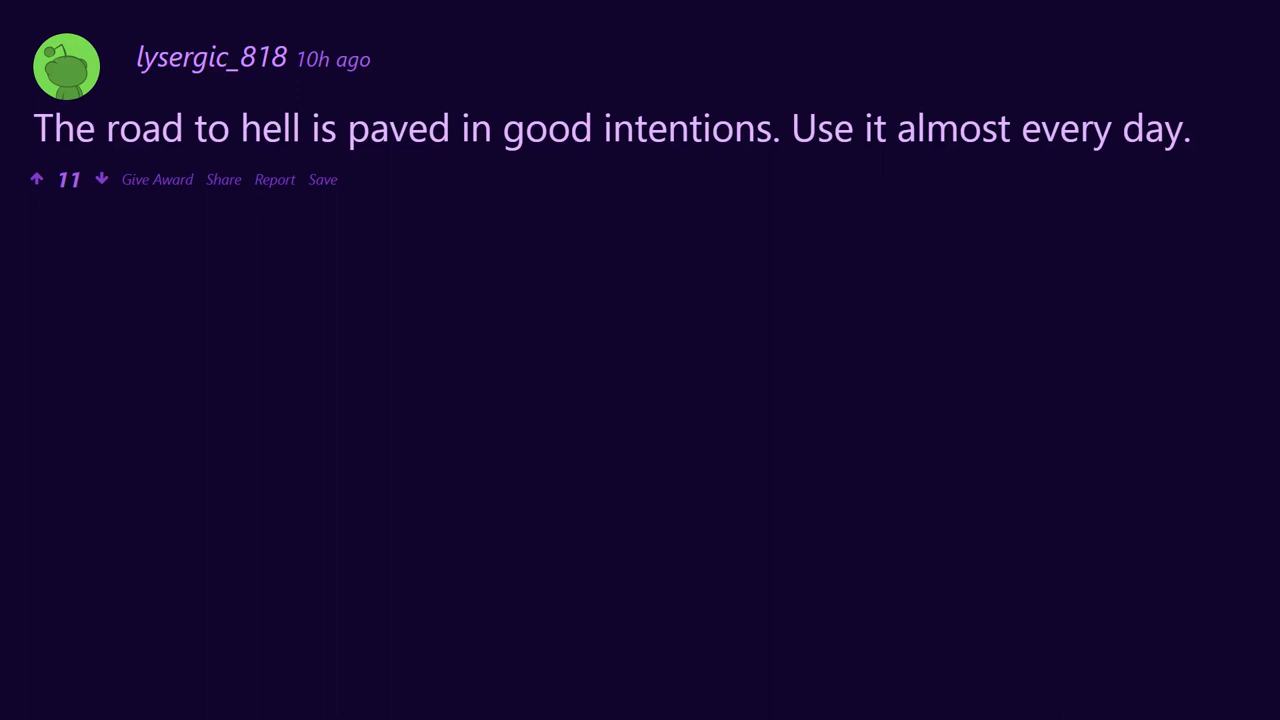 lysergic_818 10h ago
The road to hell is paved in good intentions. Use it almost every day.
11 Give Award Share Report Save